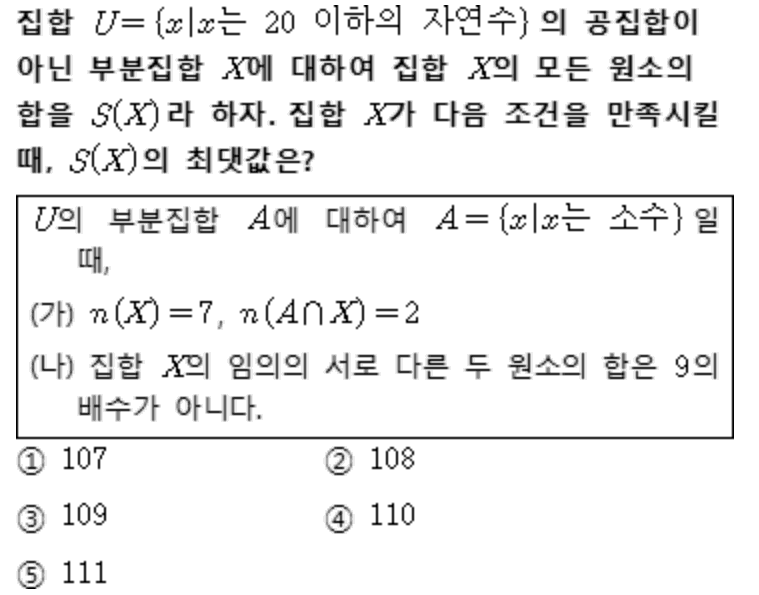 집합 U={x|x는 20 이하의 자연수} 의 공집합이
아닌 부분집합 X에 대하여 집합 X의 모든 원소의
합을 S(X)라 하자. 집합 X가 다음 조건을 만족시킬
때, S(X)의 최댓값은?
U의 부분집합 A에 대하여 A={x|x는 소수} 일
때,
(가) n(X)=7, n(A∩X)=2
(나) 집합 X의 임의의 서로 다른 두 원소의 합은 9의
배수가 아니다.
① 107 ② 108
③ 109 ④ 110
⑤ 111